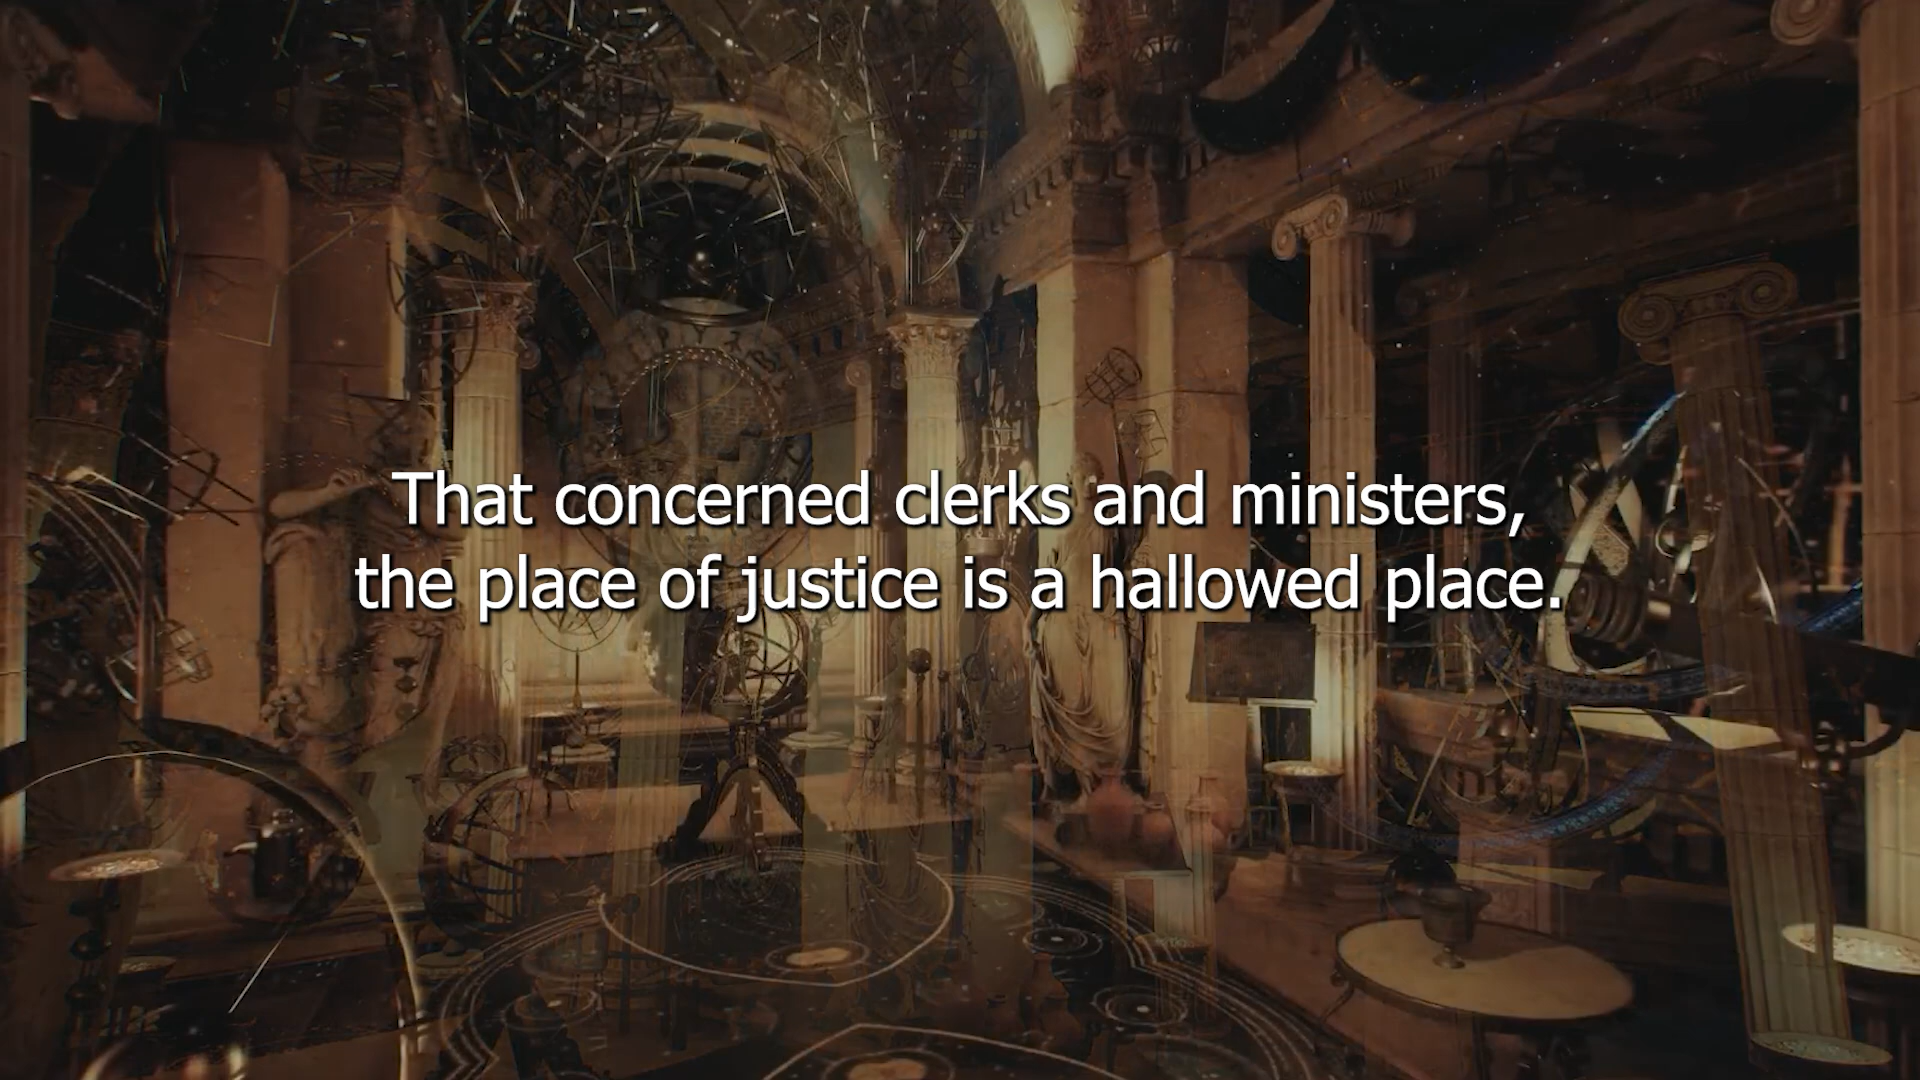 That concerned clerks and ministers,
the place of justice is a hallowed place.